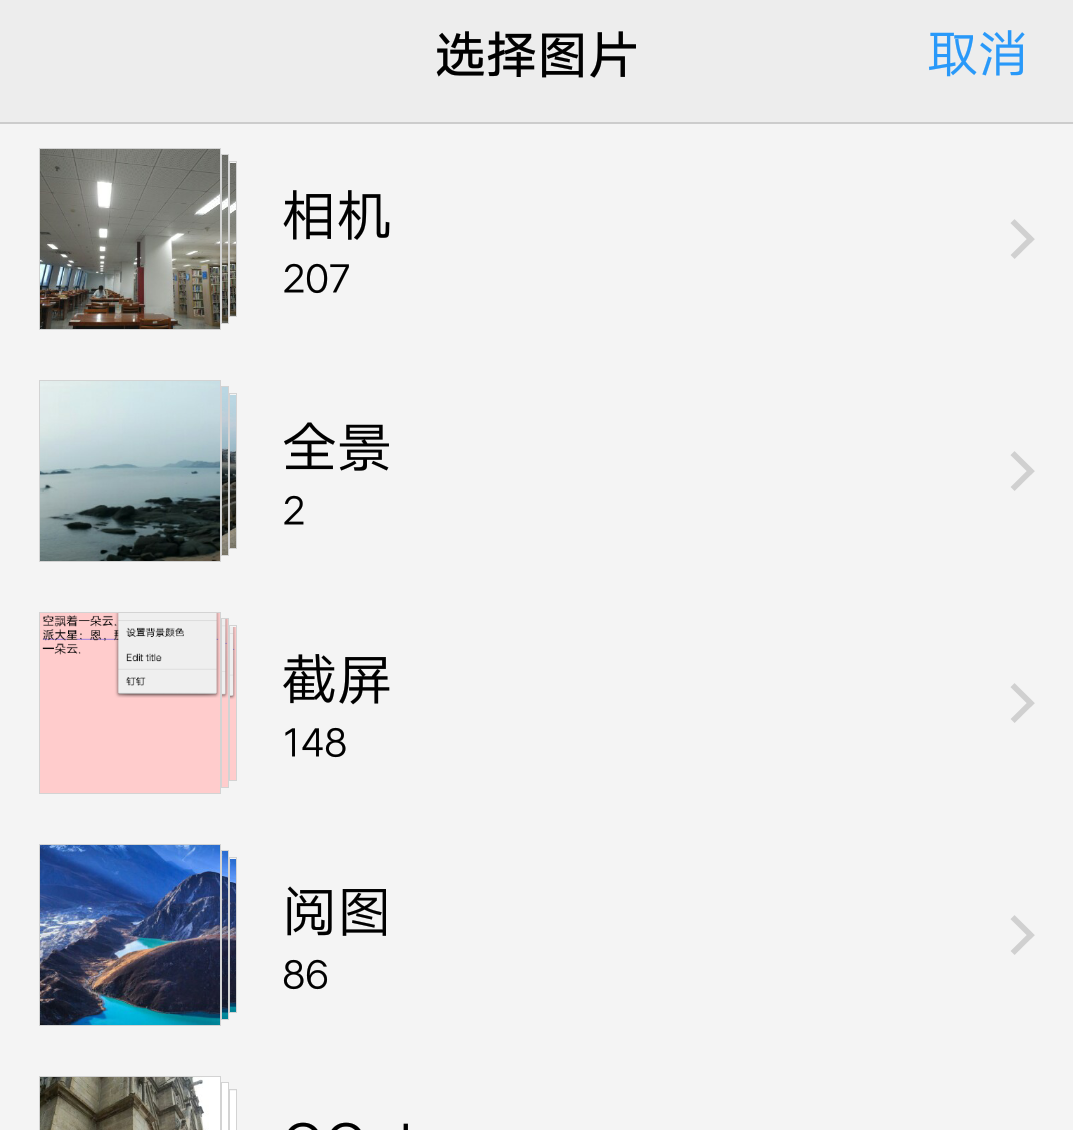 选择图片
取消
相机
207
全景
2
空飘着一朵云.
派大星：恩，
一朵云.
设置背景颜色
Edit title
钉钉
截屏
148
阅图
86